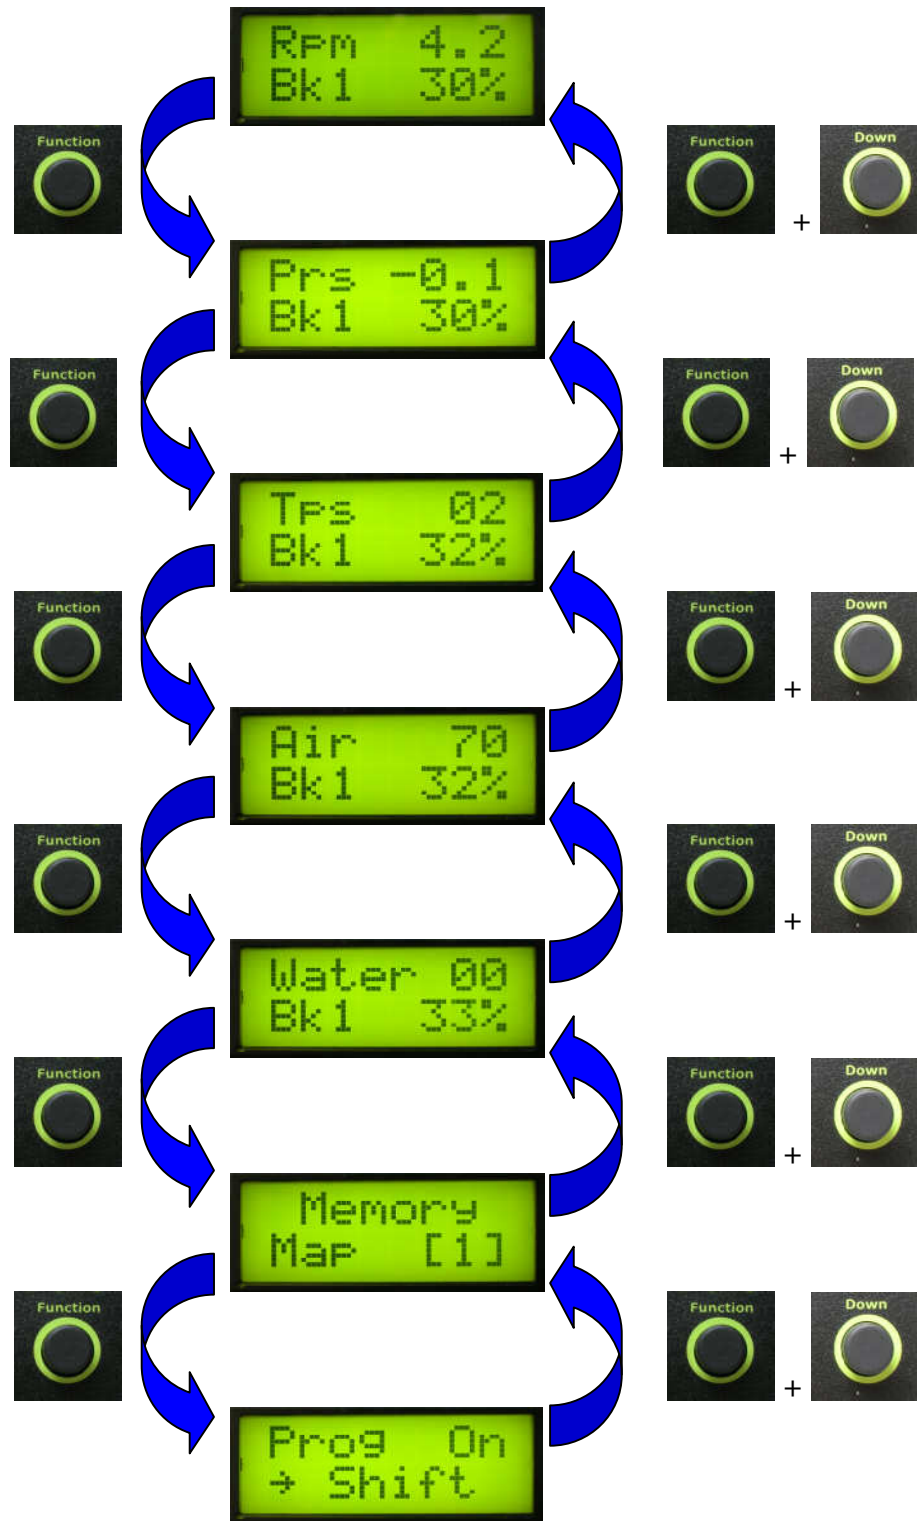 Rpm 4.2
Bk1 30%
Function
Function
+
Down
Prs -0.1
Bk1 30%
Function
Function
+
Down
Tps 02
Bk1 32%
Function
Function
+
Down
Air 70
Bk1 32%
Function
Function
+
Down
Water 00
Bk1 33%
Function
Function
+
Down
Memory
Map [1]
Function
Function
+
Down
Prog On
→ Shift